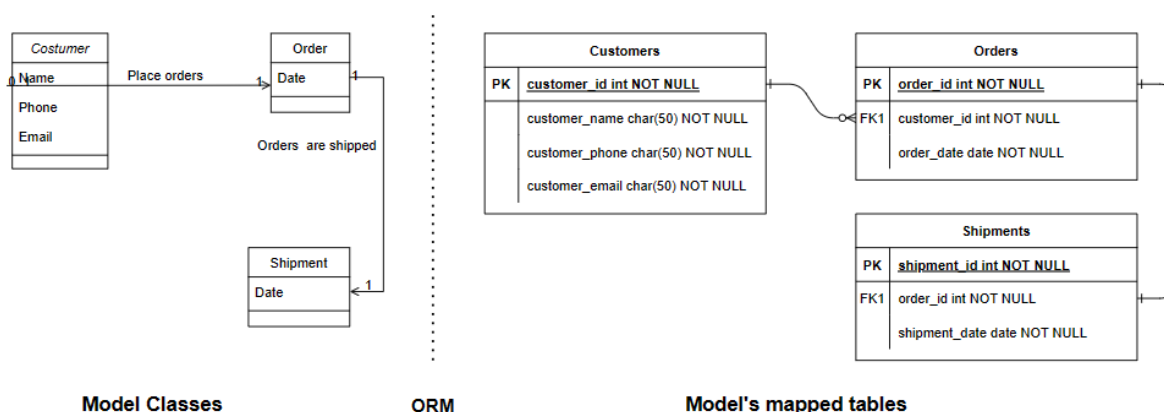 Costumer
Name
Phone
Email
0 1
Place orders
1
Order
Date
1
Orders are shipped
Shipment
Date
1
Customers
PK customer_id int NOT NULL
customer_name char(50) NOT NULL
customer_phone char(50) NOT NULL
customer_email char(50) NOT NULL
Orders
PK order_id int NOT NULL
FK1 customer_id int NOT NULL
order_date date NOT NULL
Shipments
PK shipment_id int NOT NULL
FK1 order_id int NOT NULL
shipment_date date NOT NULL
Model Classes
ORM
Model's mapped tables